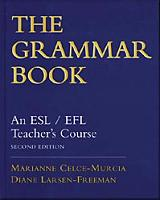 THE
GRAMMAR
BOOK
An ESL / EFL
Teacher's Course
SECOND EDITION
MARIANNE CELCE-MURCIA
DIANE LARSEN-FREEMAN